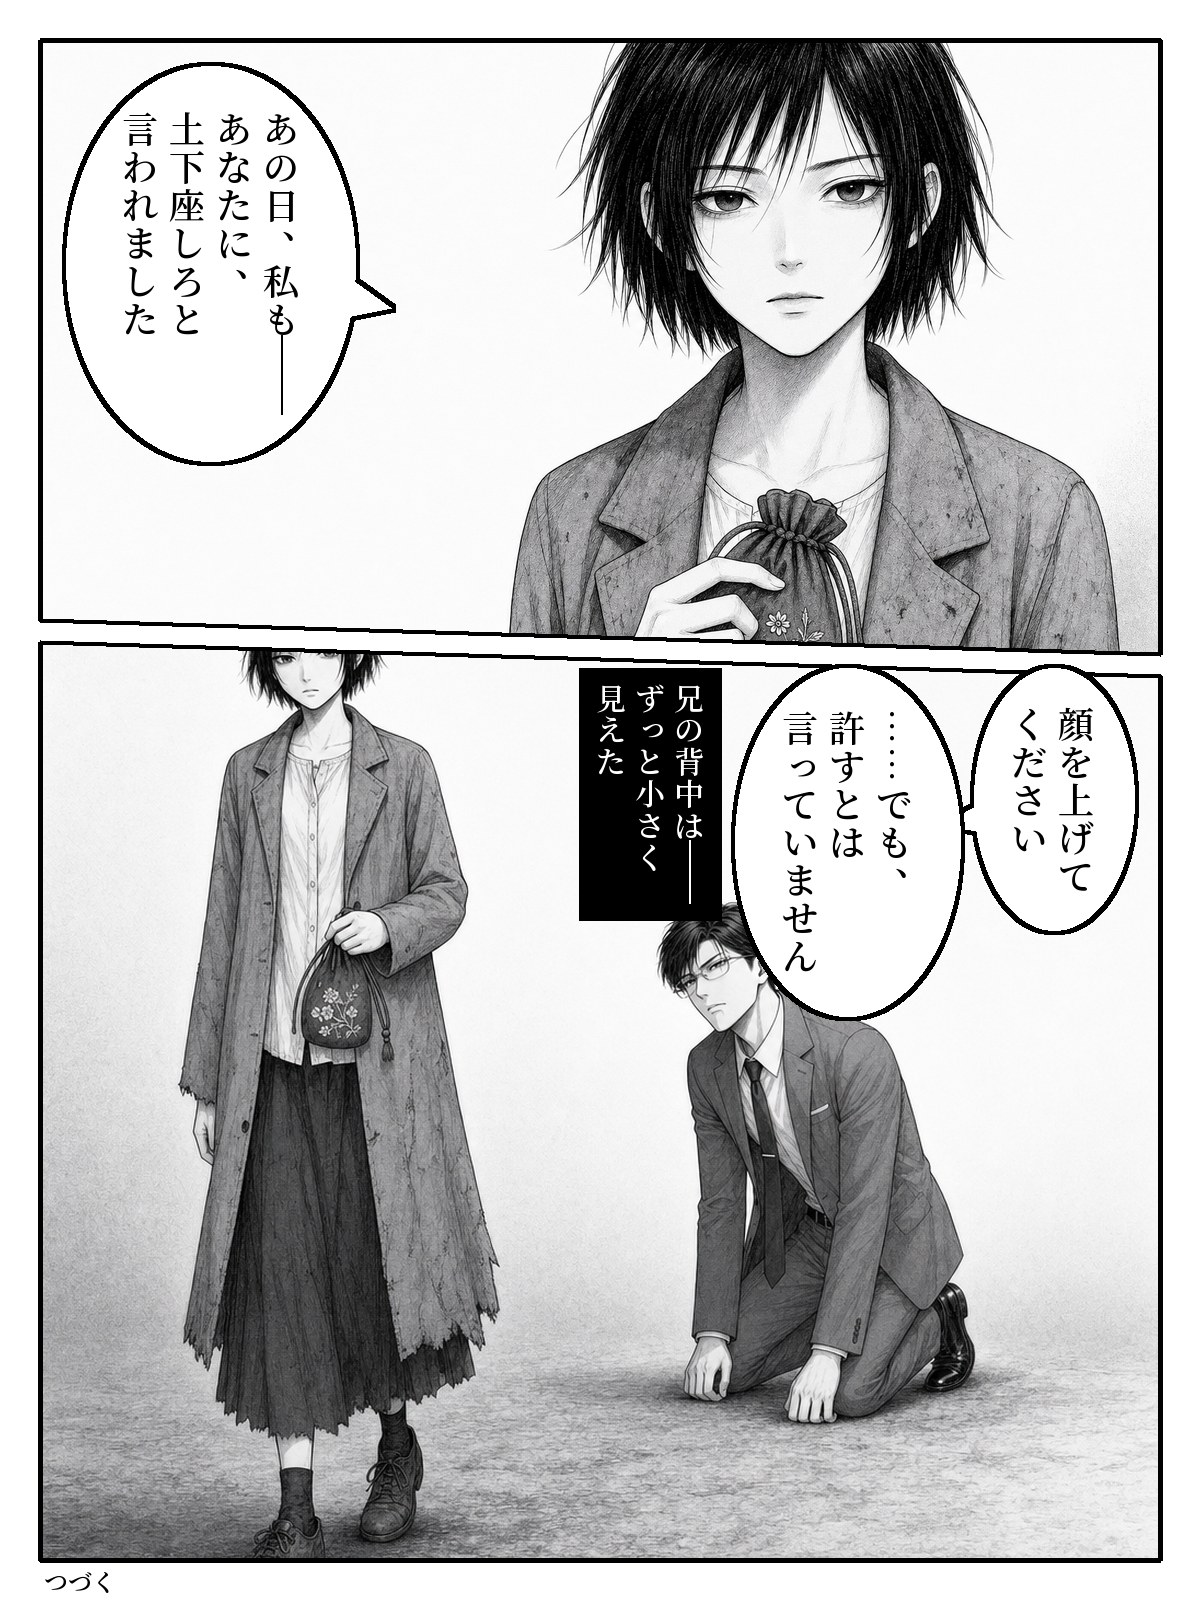 あの日、私も――
あなたに、
土下座しろと
言われました
顔を上げて
ください
……でも、
許すとは
言っていません
兄の背中は――
ずっと小さく
見えた
つづく